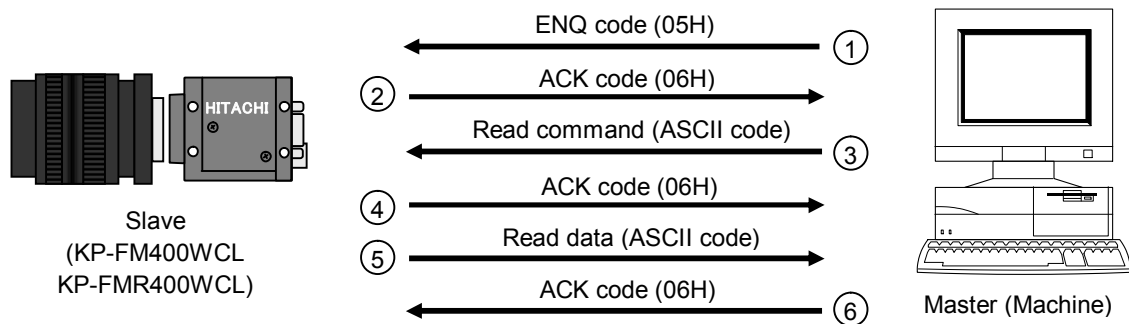 ENQ code (05H)
1
2
ACK code (06H)
HITACHI
Read command (ASCII code)
3
4
ACK code (06H)
Slave
(KP-FM400WCL
KP-FMR400WCL)
5
Read data (ASCII code)
ACK code (06H)
6
Master (Machine)